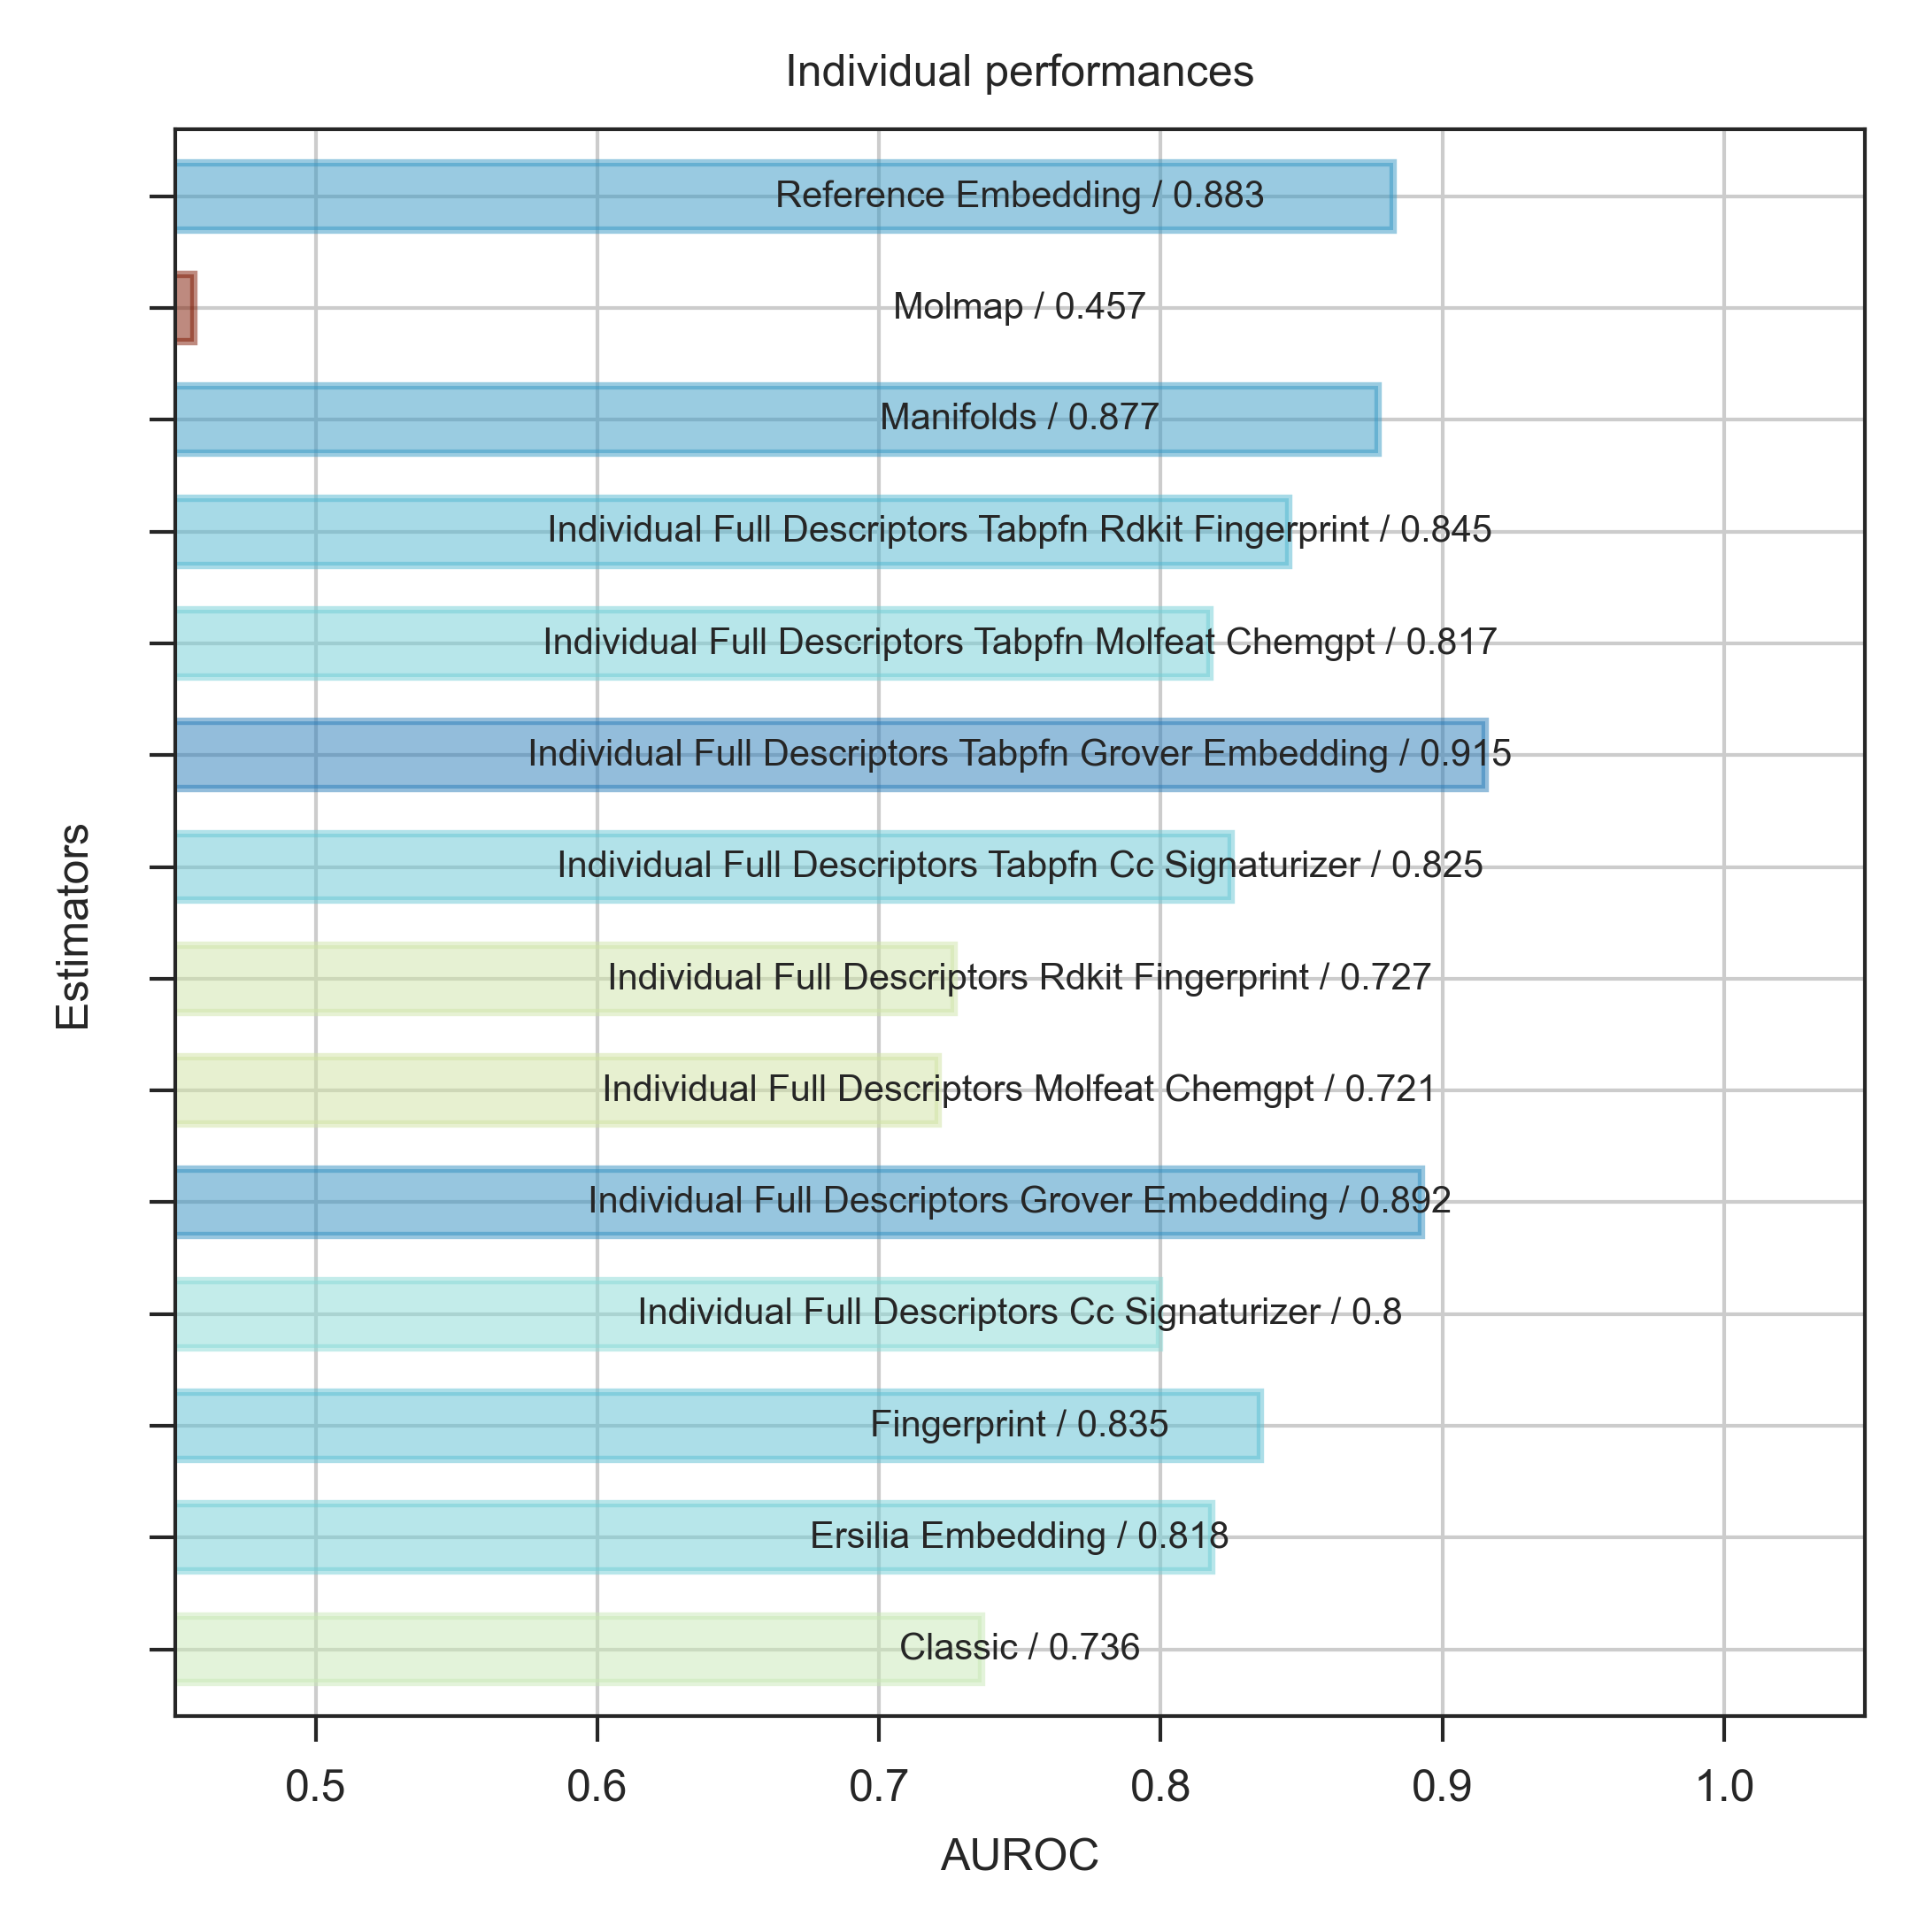 Individual performances
Reference Embedding / 0.883
Molmap / 0.457
Manifolds / 0.877
Individual Full Descriptors Tabpfn Rdkit Fingerprint / 0.845
Individual Full Descriptors Tabpfn Molfeat Chemgpt / 0.817
Individual Full Descriptors Tabpfn Grover Embedding / 0.915
Individual Full Descriptors Tabpfn Cc Signaturizer / 0.825
Individual Full Descriptors Rdkit Fingerprint / 0.727
Individual Full Descriptors Molfeat Chemgpt / 0.721
Individual Full Descriptors Grover Embedding / 0.892
Individual Full Descriptors Cc Signaturizer / 0.8
Fingerprint / 0.835
Ersilia Embedding / 0.818
Classic / 0.736
Estimators
0.5 0.6 0.7 0.8 0.9 1.0
AUROC